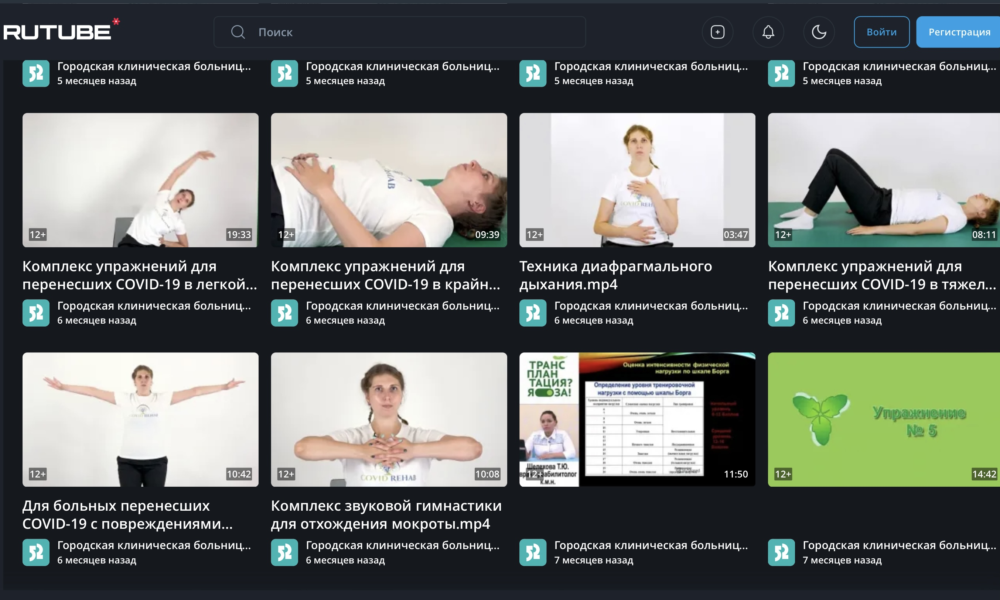 RUTUBE
Поиск
Войти
Регистрация
Городская клиническая больниц...
5 месяцев назад
Городская клиническая больниц...
5 месяцев назад
Городская клиническая больниц...
5 месяцев назад
Городская клиническая больниц...
5 месяцев назад
12+
19:33
Комплекс упражнений для
перенесших COVID-19 в легкой...
52
Городская клиническая больниц...
6 месяцев назад
12+
09:39
Комплекс упражнений для
перенесших COVID-19 в крайн...
52
Городская клиническая больниц...
6 месяцев назад
COVID REH
12+
03:47
Техника диафрагмального
дыхания.mp4
52
Городская клиническая больниц...
6 месяцев назад
12+
08:11
Комплекс упражнений для
перенесших COVID-19 в тяжел...
52
Городская клиническая больниц...
6 месяцев назад
COVID REHAB
12+
10:42
Для больных перенесших
COVID-19 с повреждениями...
52
Городская клиническая больниц...
6 месяцев назад
COVID REHAB
12+
10:08
Комплекс звуковой гимнастики
для отхождения мокроты.mp4
52
Городская клиническая больниц...
6 месяцев назад
ТРАНС
ПЛАН
ТАЦИЯ?
Я ЗА!
Оценка интенсивности физической
нагрузки по шкале Борга
Определение уровня тренировочной
нагрузки с помощью шкалы Борга
Шелехова Т.Ю.
к.м.н.
12+
11:50
52
Городская клиническая больниц...
7 месяцев назад
Упражнение
№ 5
12+
14:42
52
Городская клиническая больниц...
7 месяцев назад